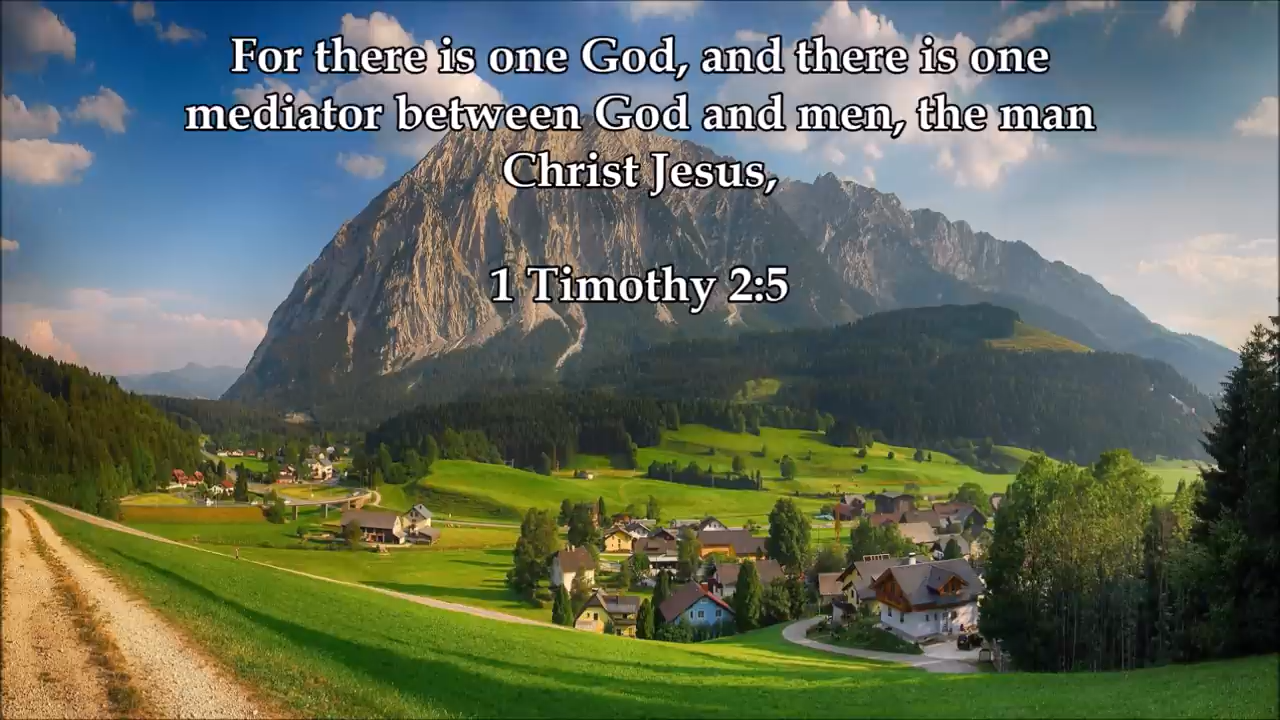 For there is one God, and there is one
mediator between God and men, the man
Christ Jesus,
1 Timothy 2:5